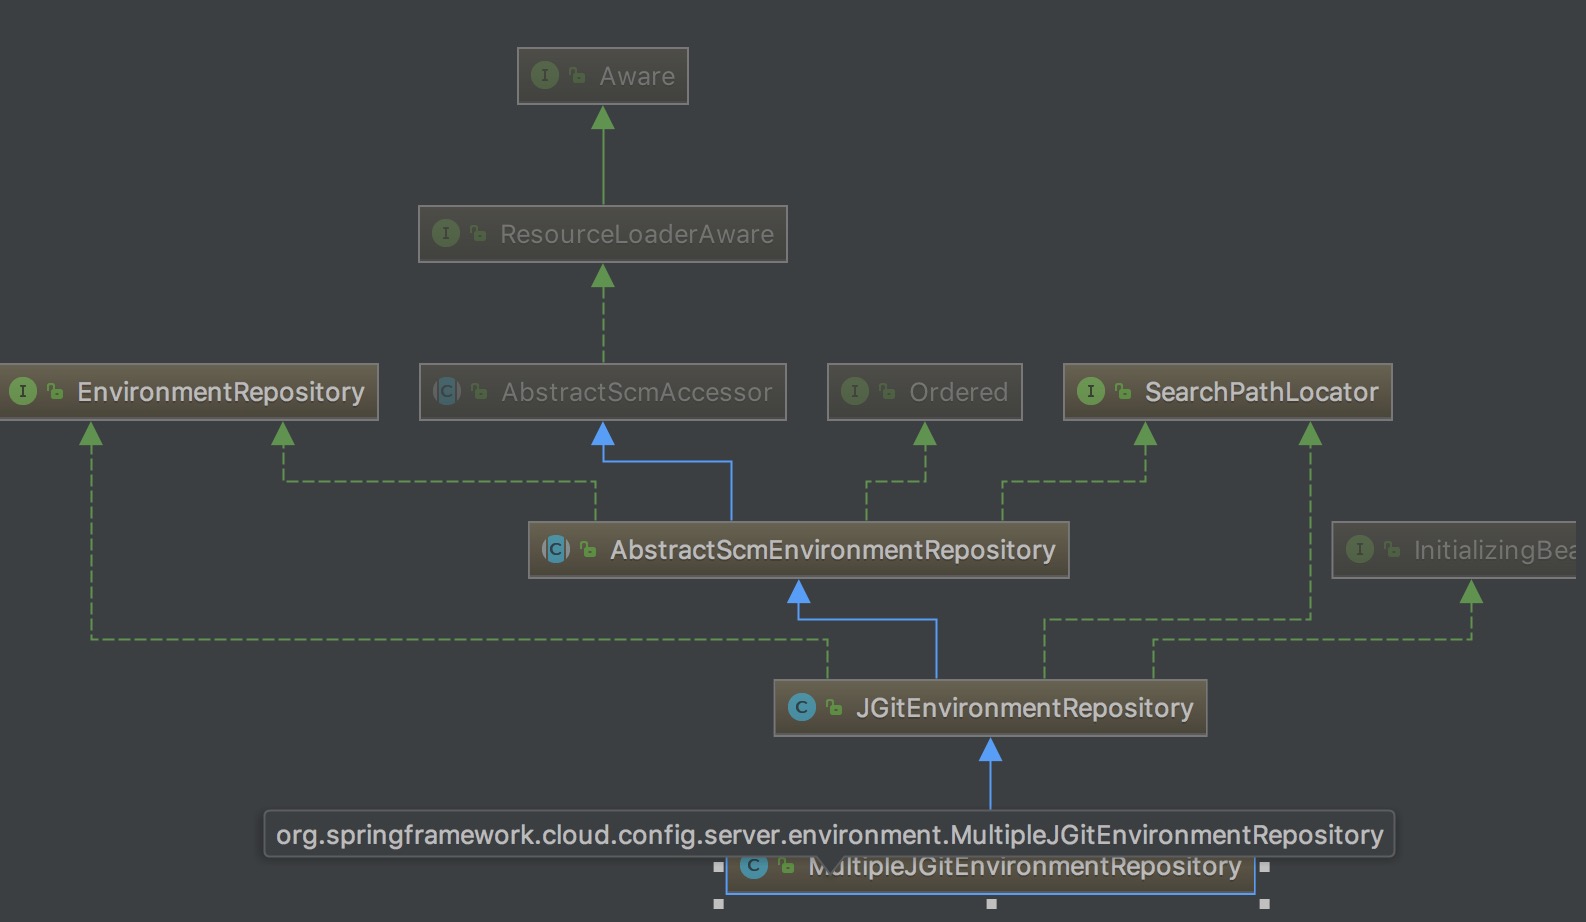 Aware
ResourceLoaderAware
EnvironmentRepository
AbstractScmAccessor
Ordered
SearchPathLocator
AbstractScmEnvironmentRepository
InitializingBea
JGitEnvironmentRepository
org.springframework.cloud.config.server.environment.MultipleJGitEnvironmentRepository
MultipleJGitEnvironmentRepository